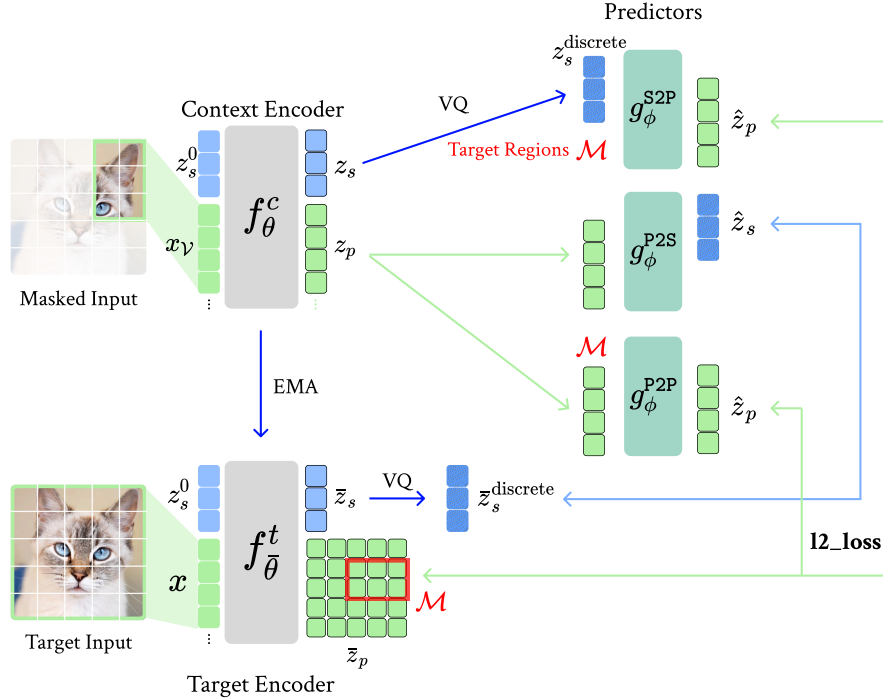 Predictors
z_s^discrete
g_ϕ^S2P
ẑ_p
Context Encoder
VQ
Target Regions ℳ
z_s^0
f_θ^c
z_s
x_𝒱
z_p
g_ϕ^P2S
ẑ_s
Masked Input
⋮
⋮
ℳ
g_ϕ^P2P
ẑ_p
EMA
z_s^0
f_θ̄^t
z̄_s
VQ
z̄_s^discrete
l2_loss
x
ℳ
Target Input
⋮
z̄_p
Target Encoder